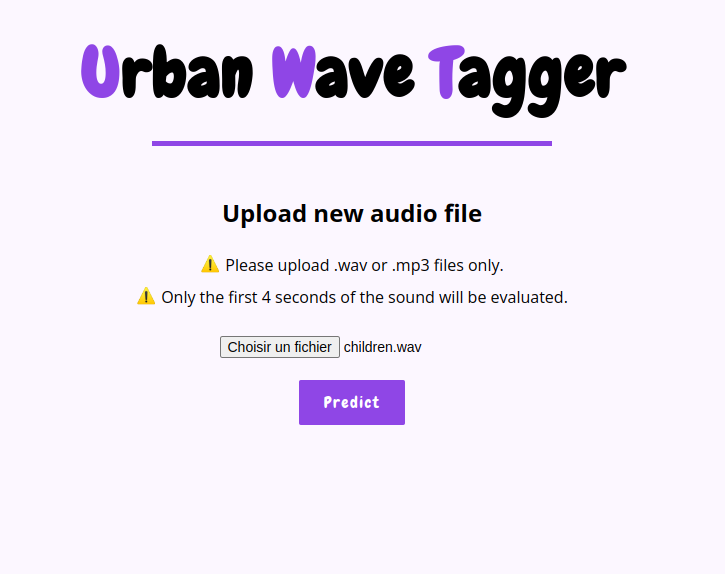 Urban Wave Tagger
Upload new audio file
⚠️ Please upload .wav or .mp3 files only.
⚠️ Only the first 4 seconds of the sound will be evaluated.
Choisir un fichier children.wav
Predict